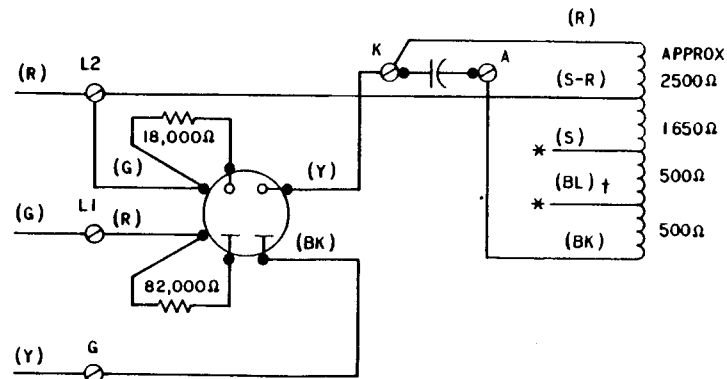 (R)
K
A
APPROX
2500Ω
L2
(R)
(S-R)
18,000Ω
1650Ω
* (S)
(G)
(Y)
500Ω
* (BL) †
(G)
L1
(R)
(BK)
500Ω
(BK)
82,000Ω
(Y)
G